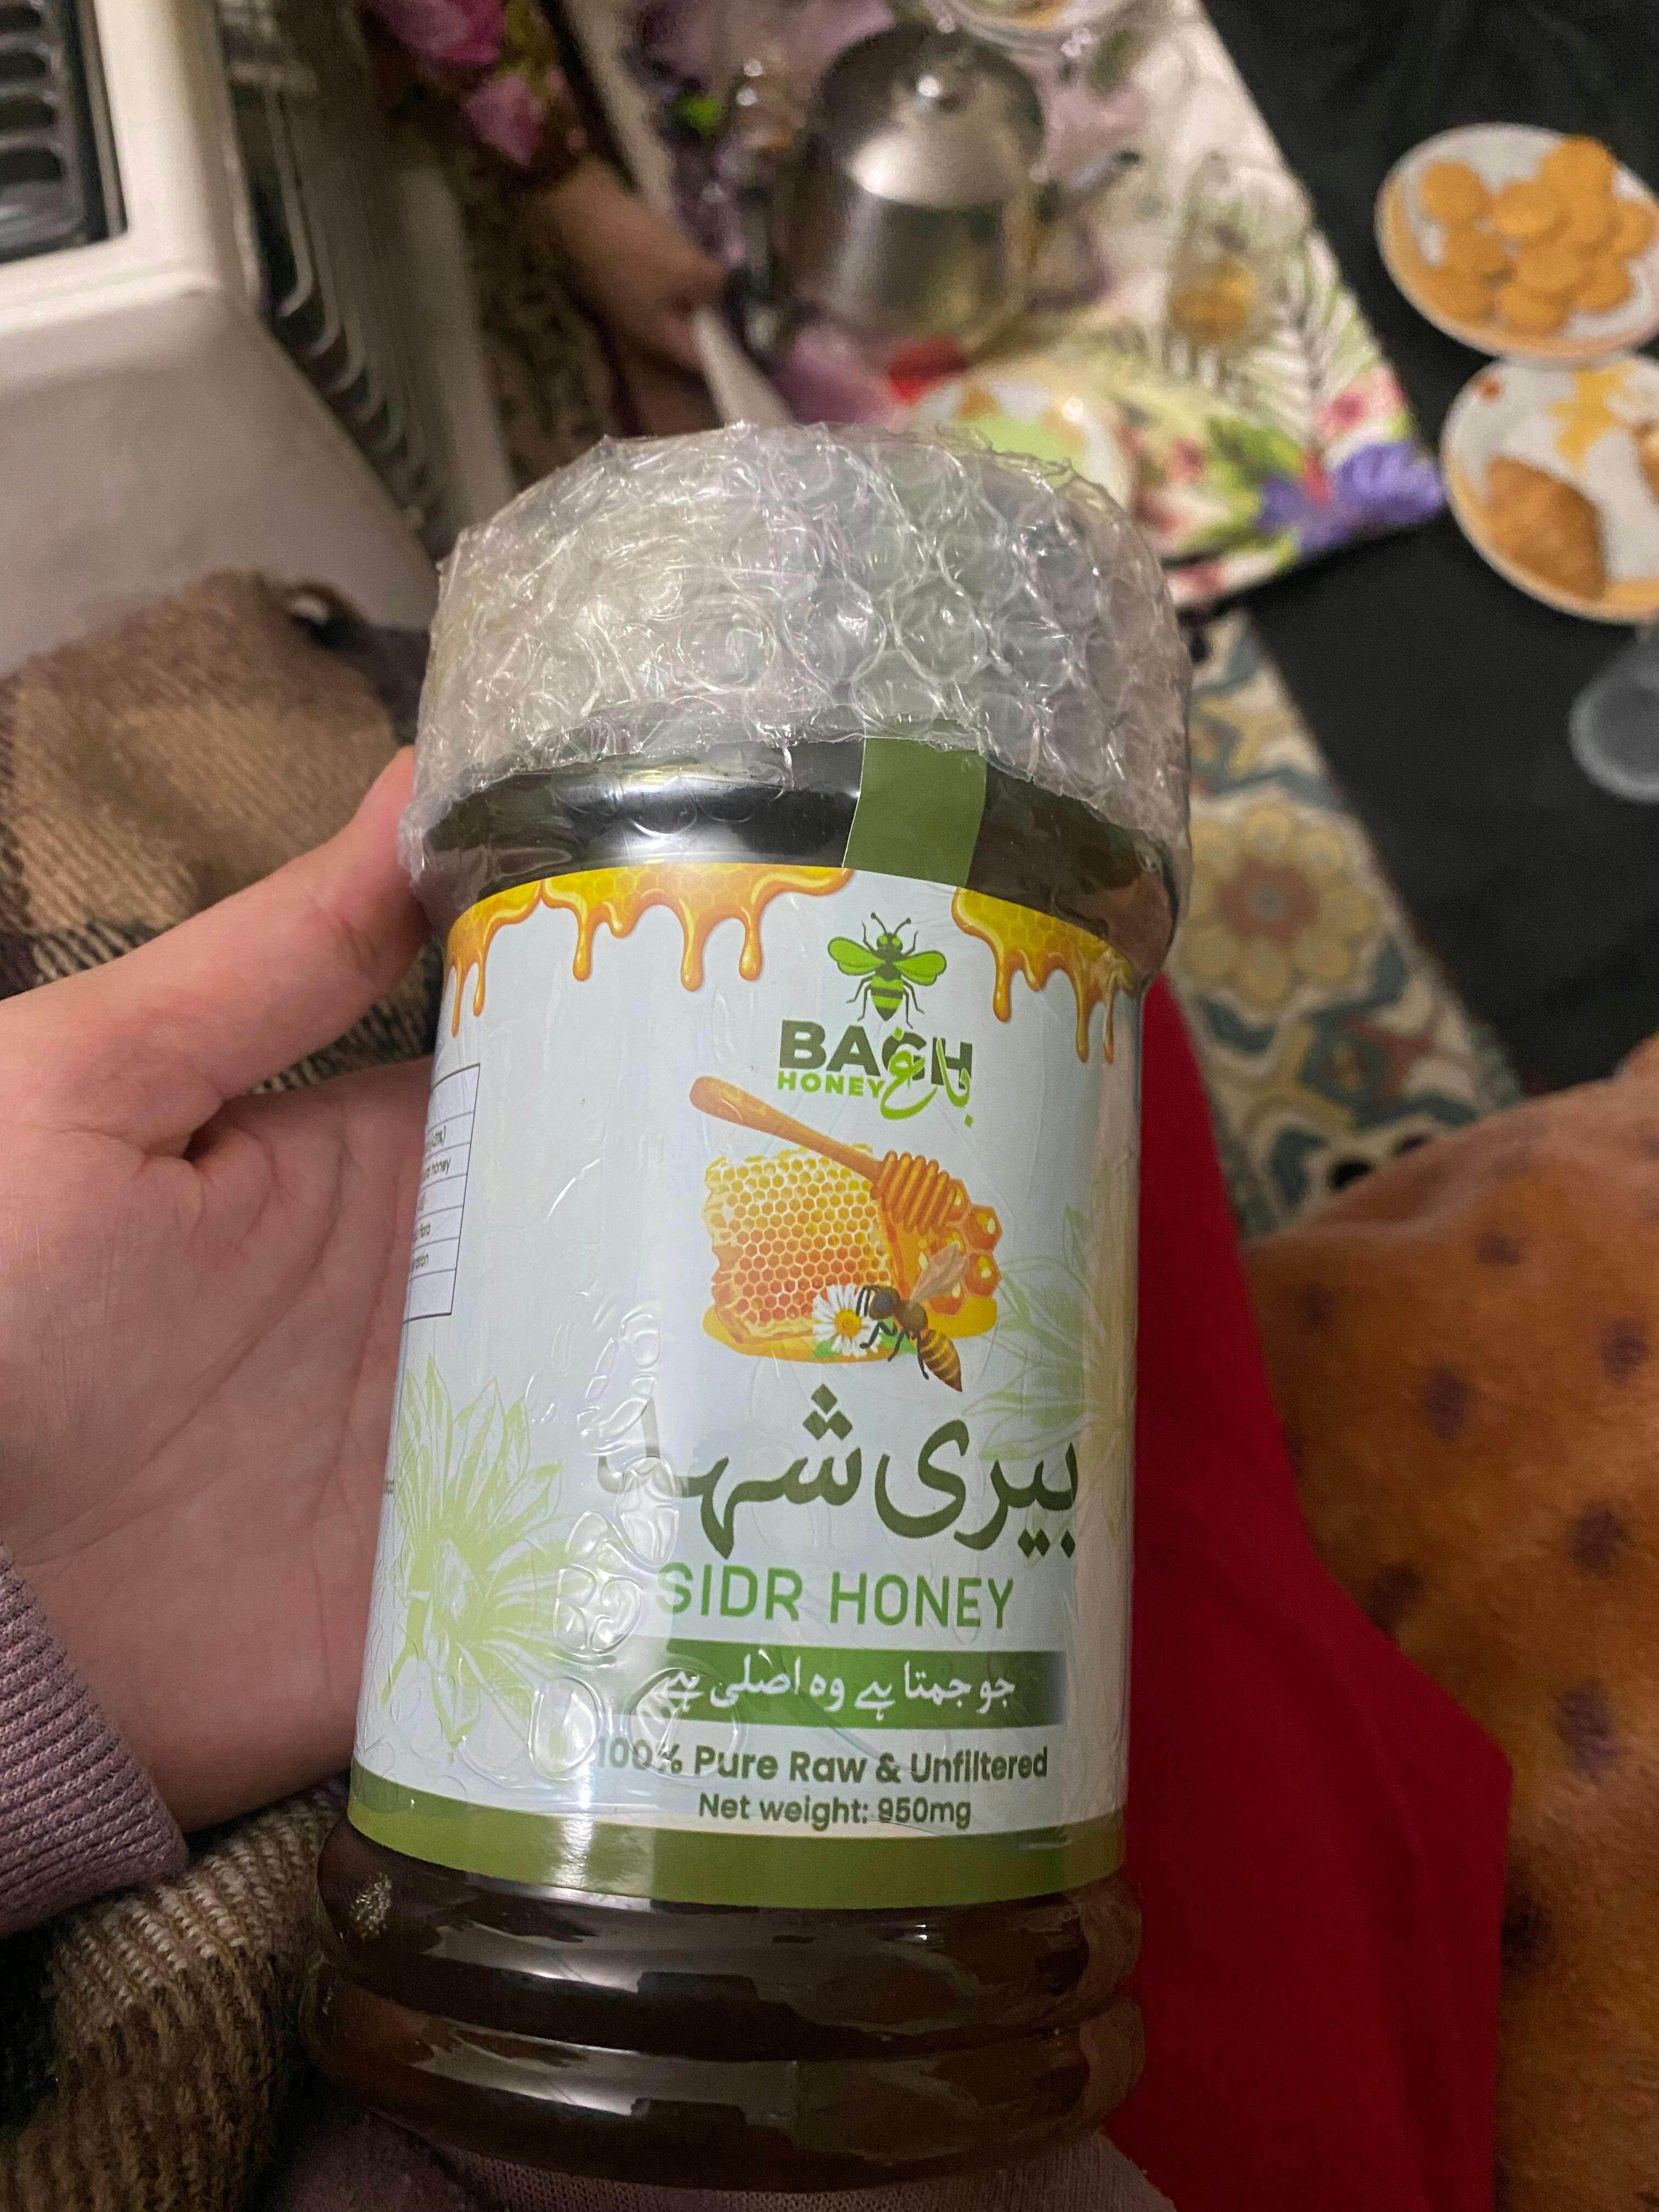 BAGH
HONEY باغ
بیری شہد
SIDR HONEY
جو جمتا ہے وہ اصلی ہے
100% Pure Raw & Unfiltered
Net weight: 950mg
honey